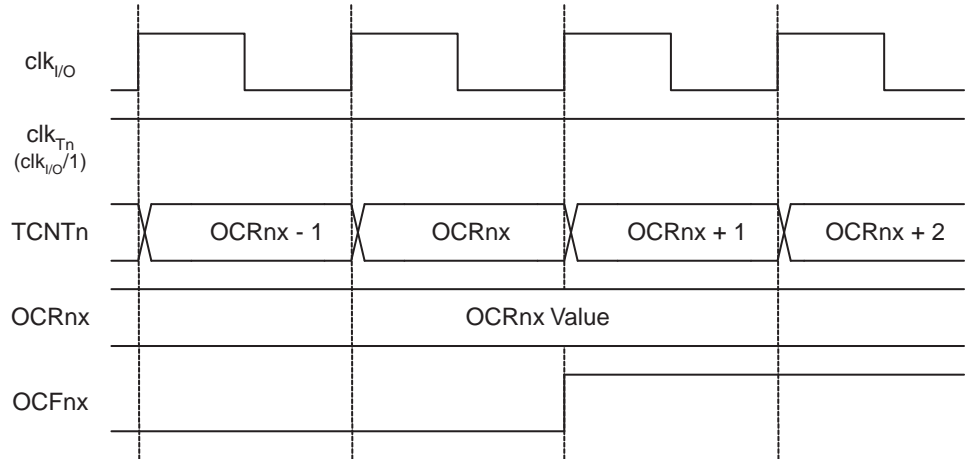 clkI/O
clkTn
(clkI/O/1)
TCNTn
OCRnx - 1
OCRnx
OCRnx + 1
OCRnx + 2
OCRnx
OCRnx Value
OCFnx